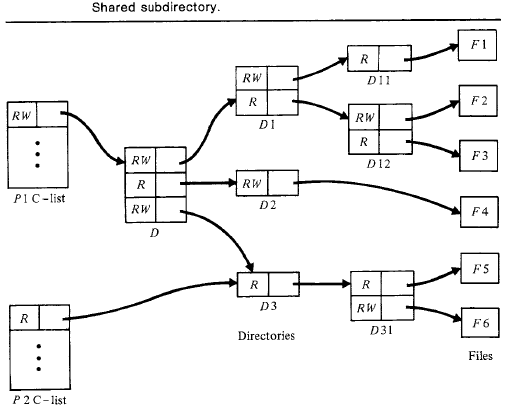 Shared subdirectory.
RW
P1 C-list
RW
R
RW
D
RW
R
D1
R
D11
RW
R
D12
RW
D2
R
D3
R
RW
D31
F1
F2
F3
F4
F5
F6
R
P2 C-list
Directories
Files